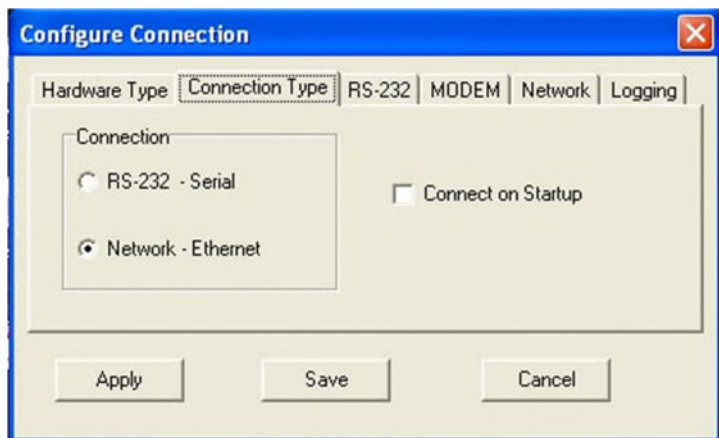 Configure Connection
Hardware Type Connection Type RS-232 MODEM Network Logging
Connection
RS-232 - Serial
Connect on Startup
Network - Ethernet
Apply Save Cancel